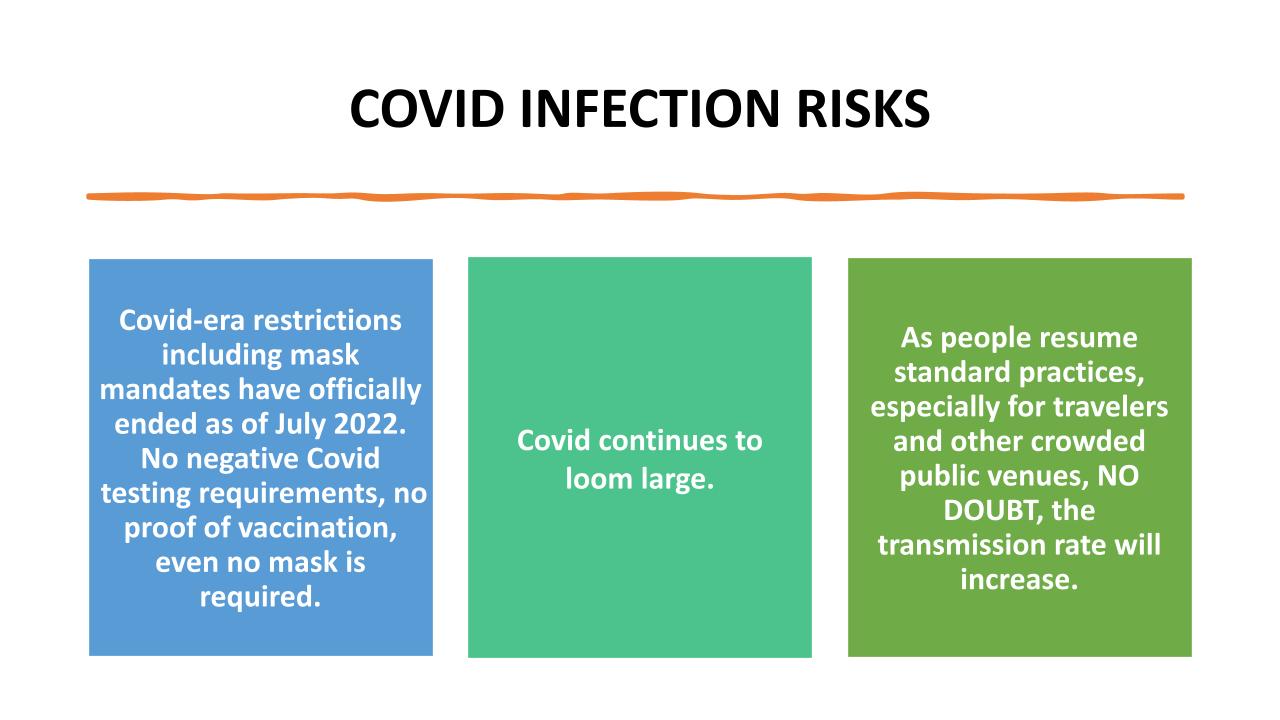 COVID INFECTION RISKS
Covid-era restrictions
including mask
mandates have officially
ended as of July 2022.
No negative Covid
testing requirements, no
proof of vaccination,
even no mask is
required.
Covid continues to
loom large.
As people resume
standard practices,
especially for travelers
and other crowded
public venues, NO
DOUBT, the
transmission rate will
increase.